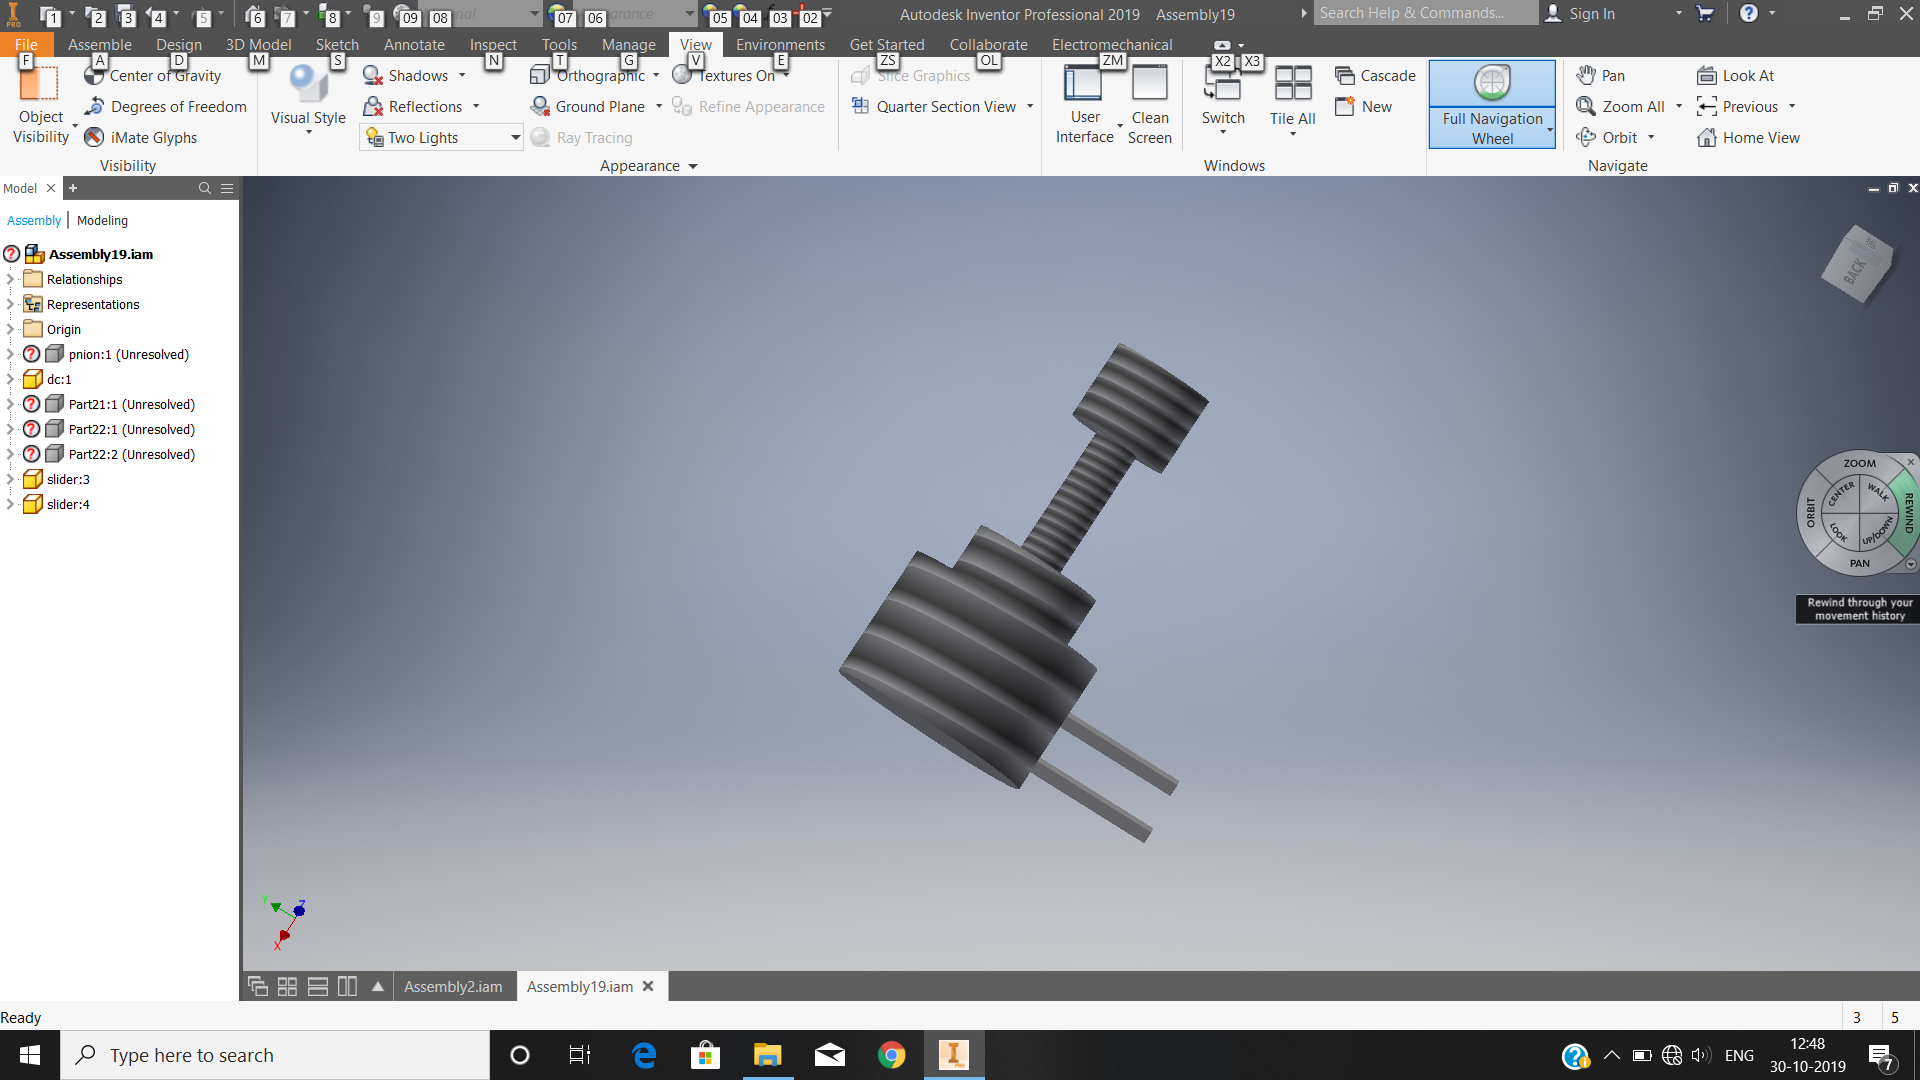 PRO
1
2
3
4
5
6
7
8
9
09
08
07
06
05
04
03
02
Autodesk Inventor Professional 2019 Assembly19
Search Help & Commands...
Sign In
File
Assemble
Design
3D Model
Sketch
Annotate
Inspect
Tools
Manage
View
Environments
Get Started
Collaborate
Electromechanical
F
A
D
M
S
N
T
G
V
E
ZS
OL
ZM
X2
X3
Object
Visibility
Center of Gravity
Degrees of Freedom
iMate Glyphs
Visibility
Visual Style
Shadows
Reflections
Two Lights
Orthographic
Ground Plane
Ray Tracing
Textures On
Refine Appearance
Appearance
Slice Graphics
Quarter Section View
User
Interface
Clean
Screen
Switch
Tile All
Cascade
New
Windows
Full Navigation
Wheel
Pan
Zoom All
Orbit
Look At
Previous
Home View
Navigate
Model
Assembly
Modeling
Assembly19.iam
Relationships
Representations
Origin
pnion:1 (Unresolved)
dc:1
Part21:1 (Unresolved)
Part22:1 (Unresolved)
Part22:2 (Unresolved)
slider:3
slider:4
BACK
ZOOM
CENTER
WALK
ORBIT
REWIND
LOOK
UP/DOWN
PAN
Rewind through your
movement history
Y
Z
X
Assembly2.iam
Assembly19.iam
Ready
3
5
Type here to search
ENG
12:48
30-10-2019
7